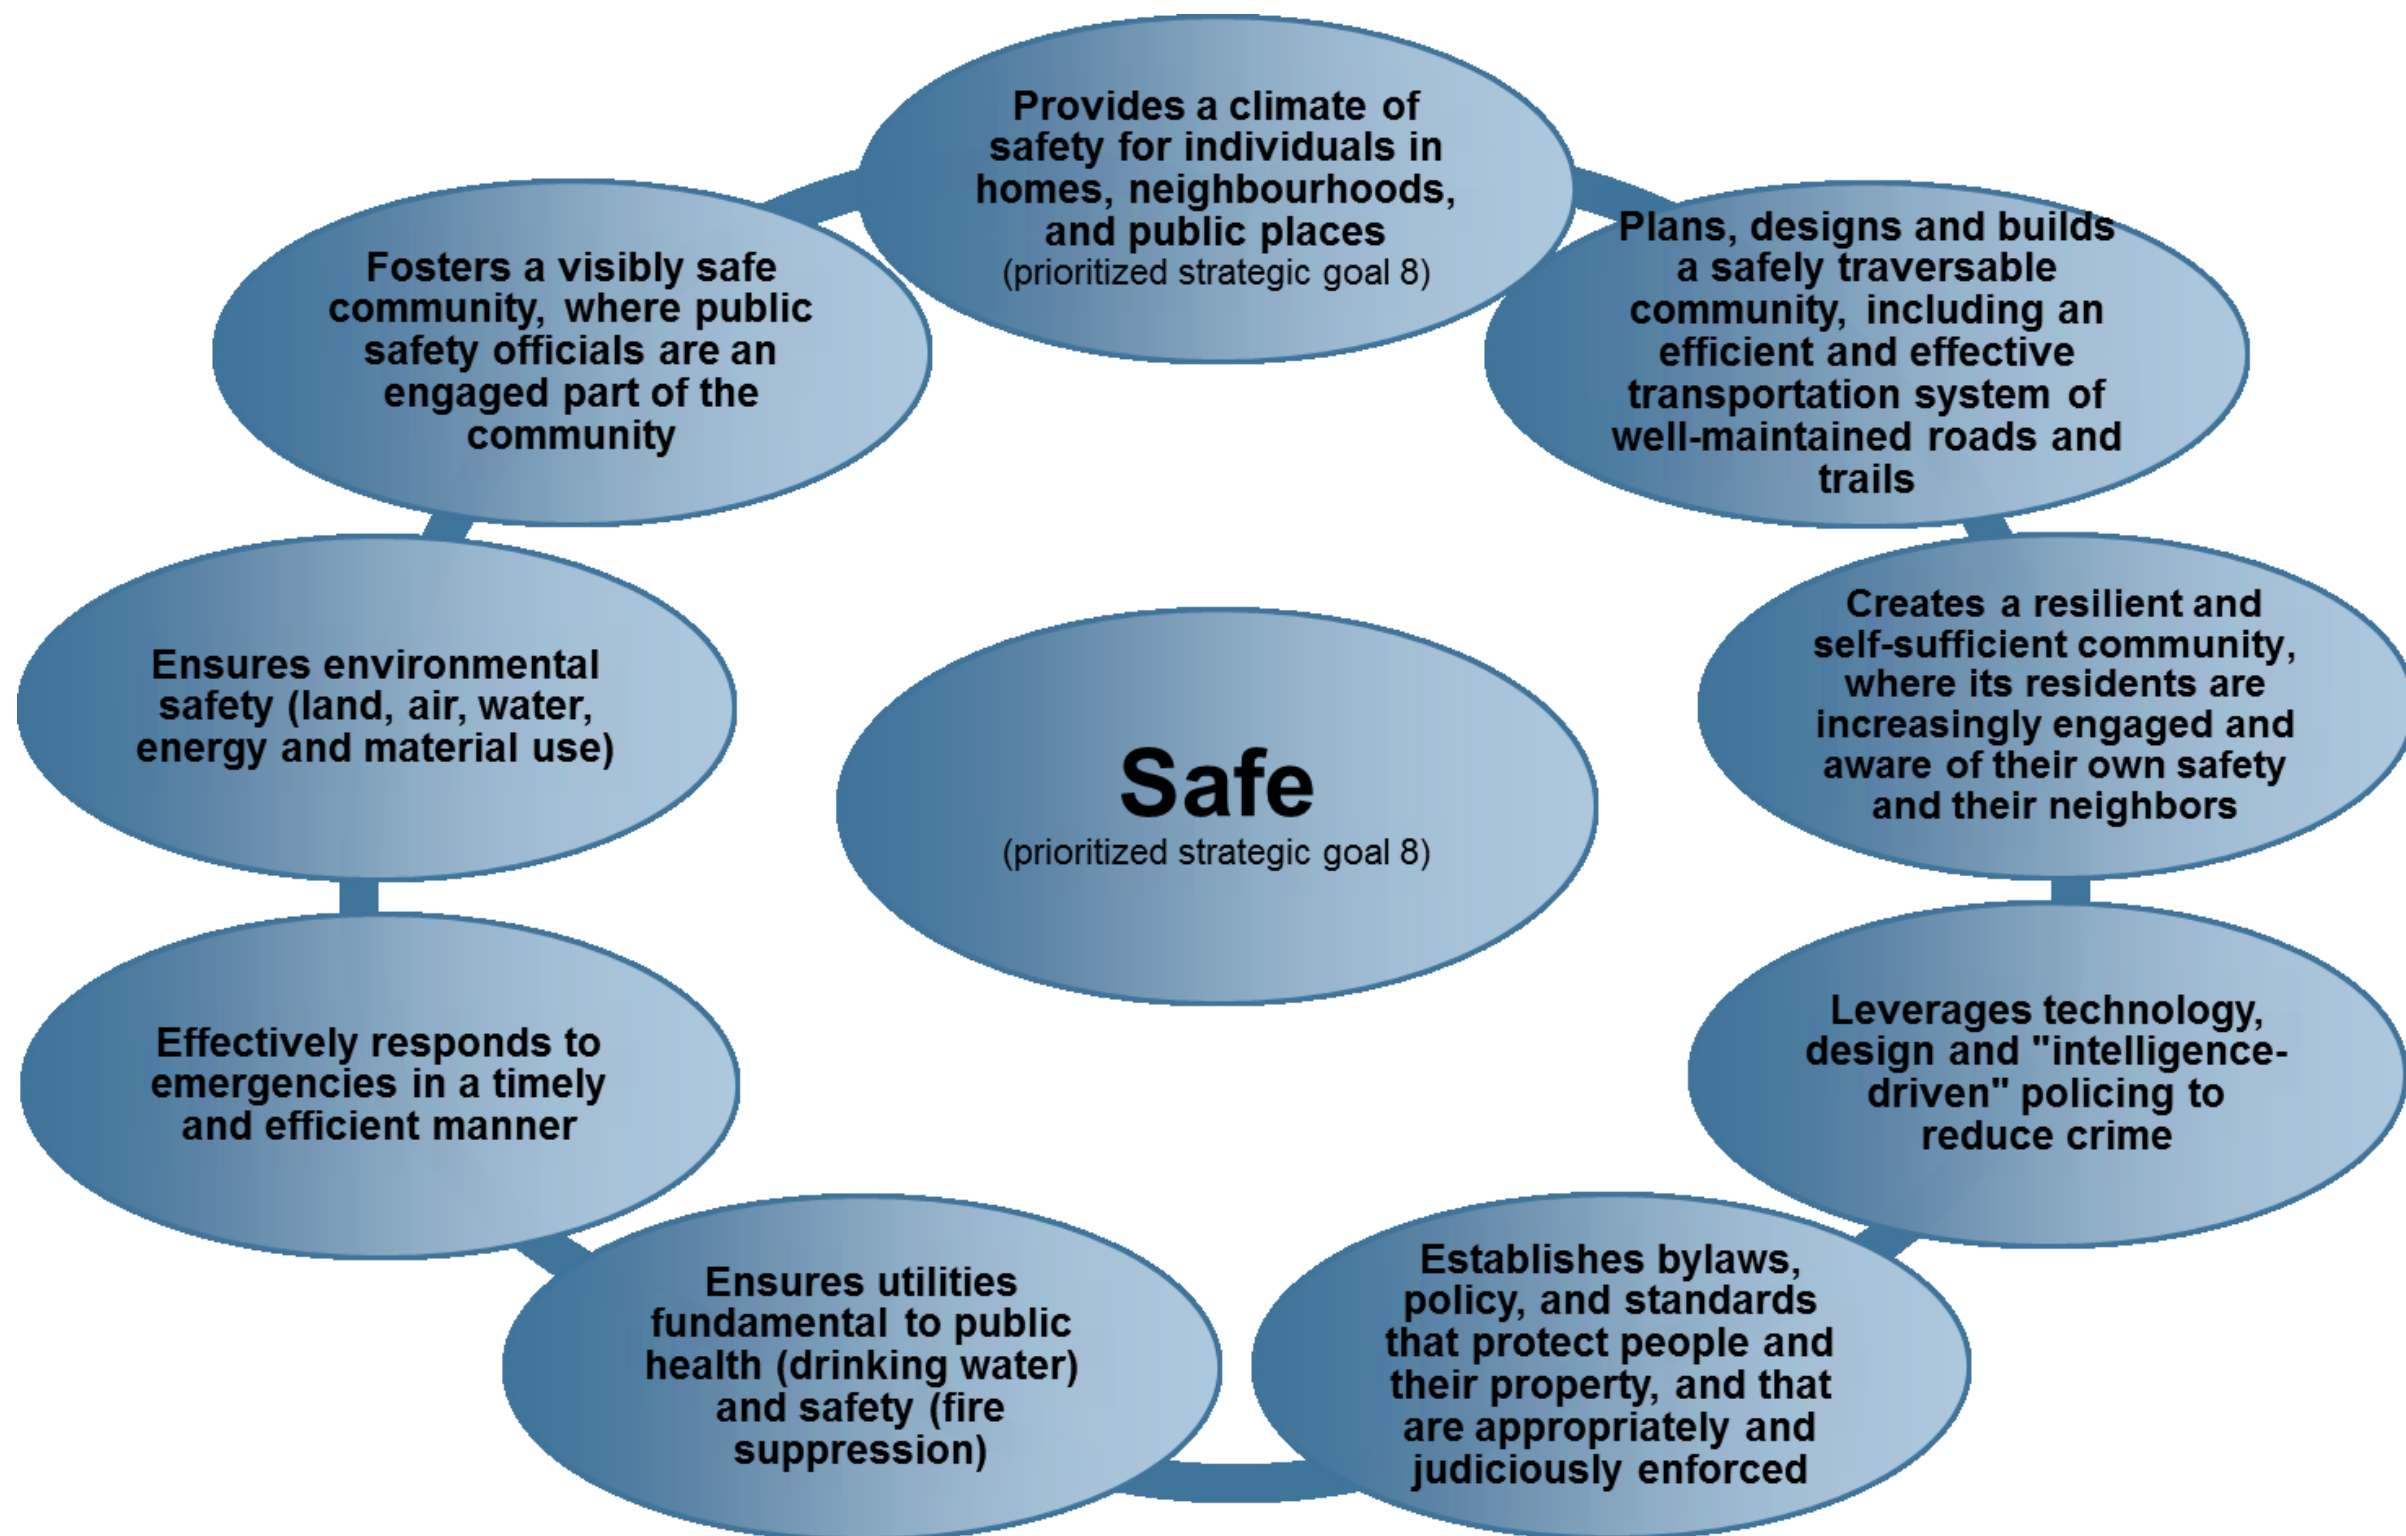 Provides a climate of
safety for individuals in
homes, neighbourhoods,
and public places
(prioritized strategic goal 8)
Plans, designs and builds
a safely traversable
community, including an
efficient and effective
transportation system of
well-maintained roads and
trails
Creates a resilient and
self-sufficient community,
where its residents are
increasingly engaged and
aware of their own safety
and their neighbors
Leverages technology,
design and "intelligence-
driven" policing to
reduce crime
Establishes bylaws,
policy, and standards
that protect people and
their property, and that
are appropriately and
judiciously enforced
Ensures utilities
fundamental to public
health (drinking water)
and safety (fire
suppression)
Effectively responds to
emergencies in a timely
and efficient manner
Ensures environmental
safety (land, air, water,
energy and material use)
Fosters a visibly safe
community, where public
safety officials are an
engaged part of the
community
Safe
(prioritized strategic goal 8)